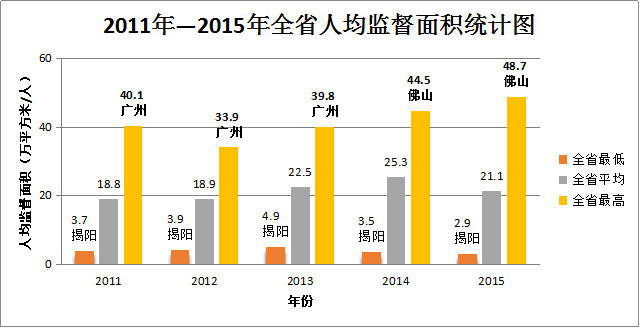 2011年—2015年全省人均监督面积统计图
人均监督面积（万平方米/人）
60
40
20
0
3.7
揭阳
18.8
40.1
广州
3.9
揭阳
18.9
33.9
广州
4.9
揭阳
22.5
39.8
广州
3.5
揭阳
25.3
44.5
佛山
2.9
揭阳
21.1
48.7
佛山
2011
2012
2013
2014
2015
年份
全省最低
全省平均
全省最高